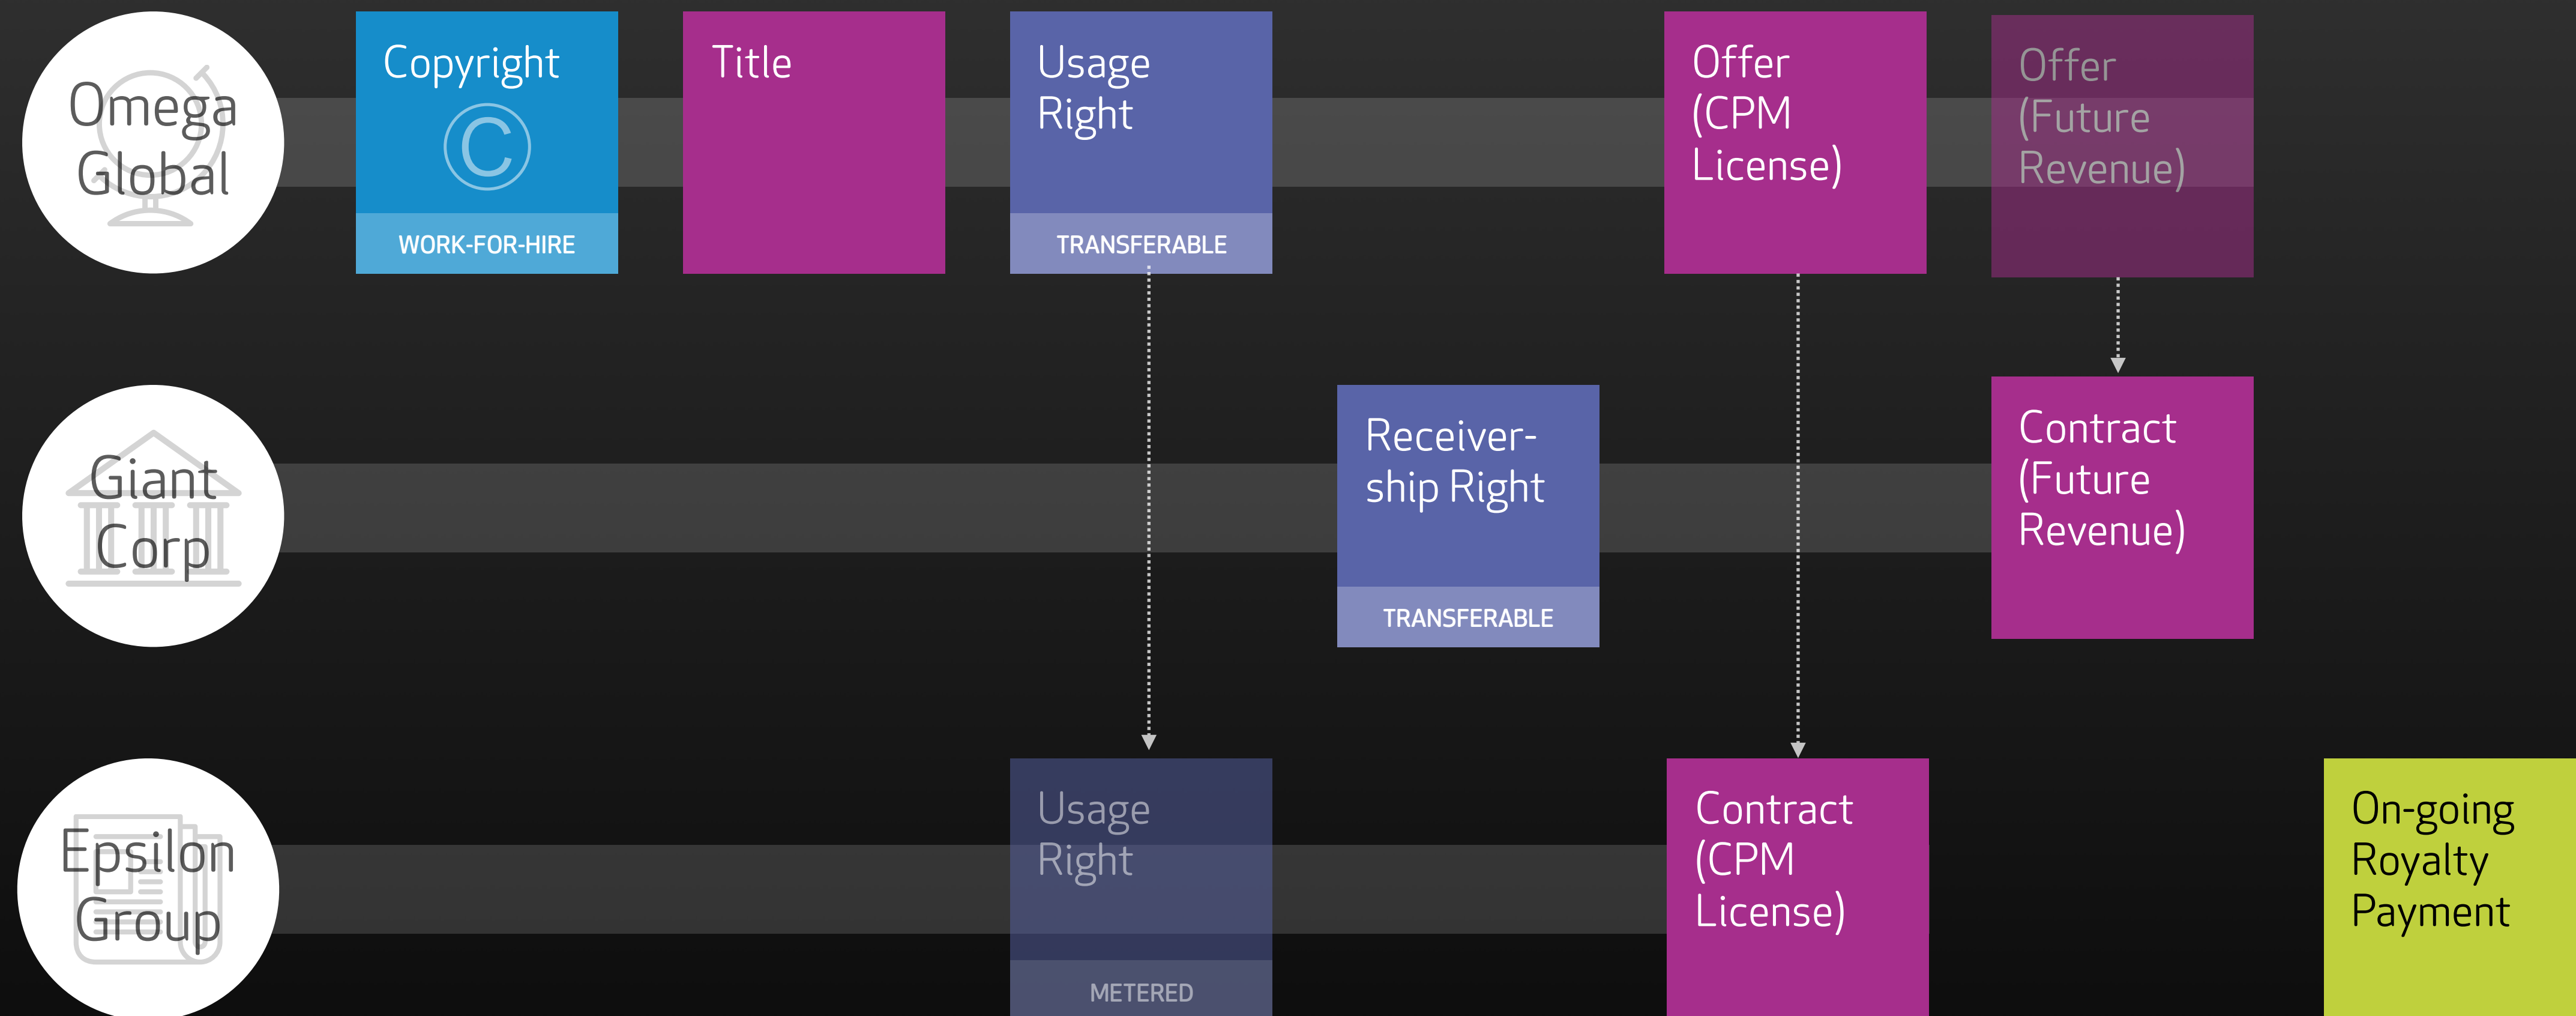 Omega
Global
Copyright
©
WORK-FOR-HIRE
Title
Usage
Right
TRANSFERABLE
Offer
(CPM
License)
Offer
(Future
Revenue)
Giant
Corp
Receiver-
ship Right
TRANSFERABLE
Contract
(Future
Revenue)
Epsilon
Group
Usage
Right
METERED
Contract
(CPM
License)
On-going
Royalty
Payment